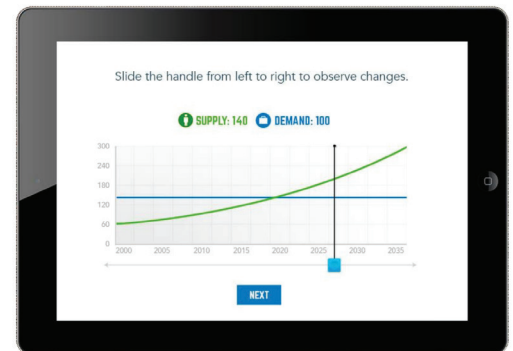 Slide the handle from left to right to observe changes.
SUPPLY: 140 DEMAND: 100
300
240
180
120
60
0
2000 2005 2010 2015 2020 2025 2030 2035
NEXT